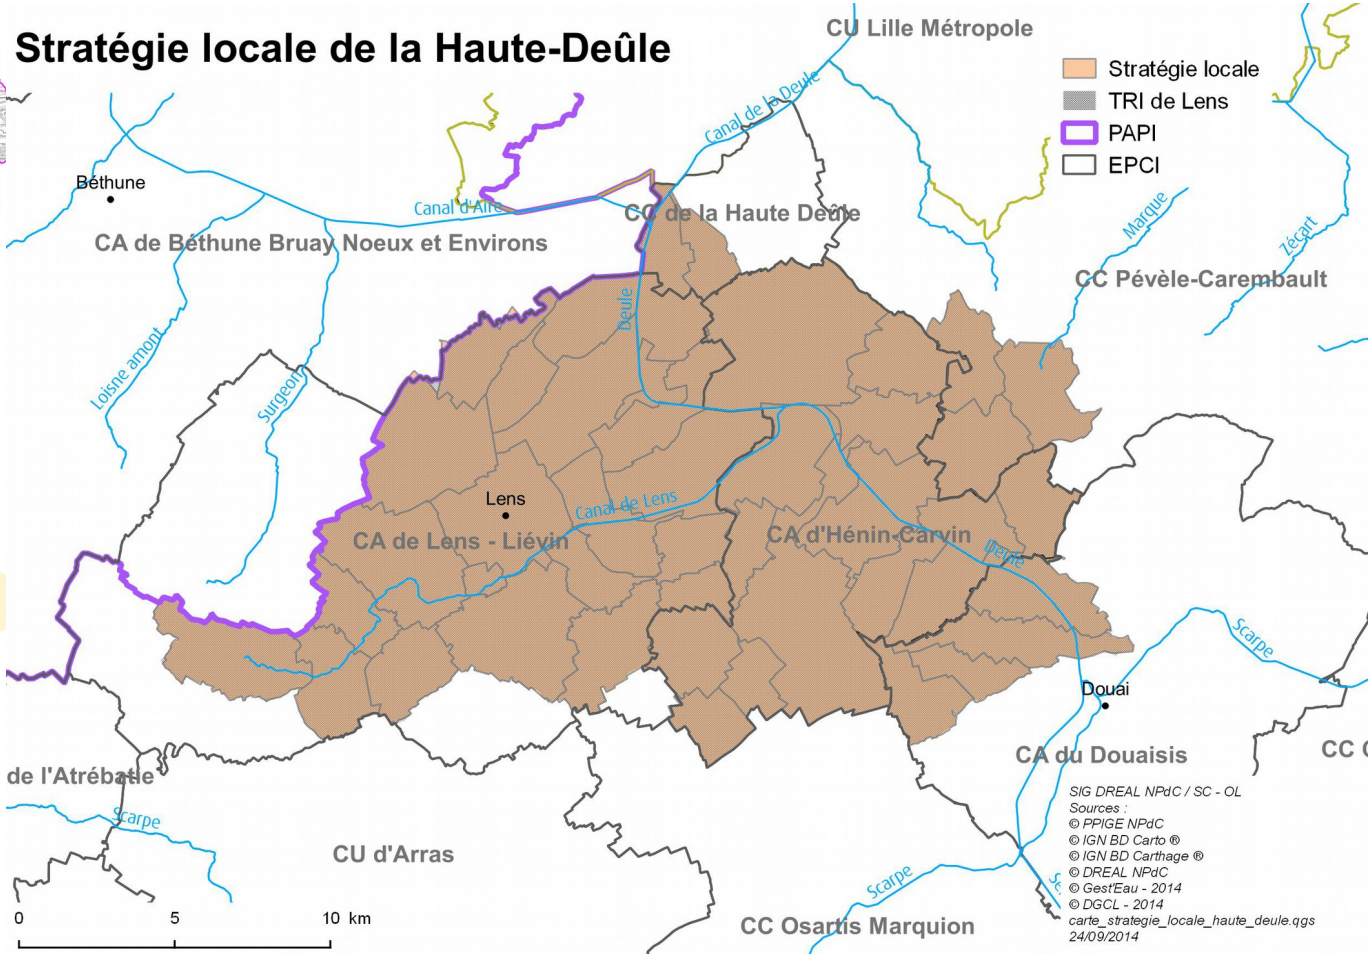 Stratégie locale de la Haute-Deûle
CU Lille Métropole
Stratégie locale
TRI de Lens
PAPI
EPCI
Canal de la Deule
Béthune
Canal d'Aire
CC de la Haute Deûle
CA de Béthune Bruay Noeux et Environs
Marque
Zécart
CC Pévèle-Carembault
Deule
Loisne amont
Surgeon
Lens
Canal de Lens
CA de Lens - Liévin
CA d'Hénin-Carvin
Deule
Scarpe
Douai
CA du Douaisis
CC
de l'Atrébatie
Scarpe
CU d'Arras
Scarpe
CC Osartis Marquion
SIG DREAL NPdC / SC - OL
Sources :
© PPIGE NPdC
© IGN BD Carto ®
© IGN BD Carthage ®
© DREAL NPdC
© Gest'Eau - 2014
© DGCL - 2014
carte_strategie_locale_haute_deule.qgs
24/09/2014
0 5 10 km